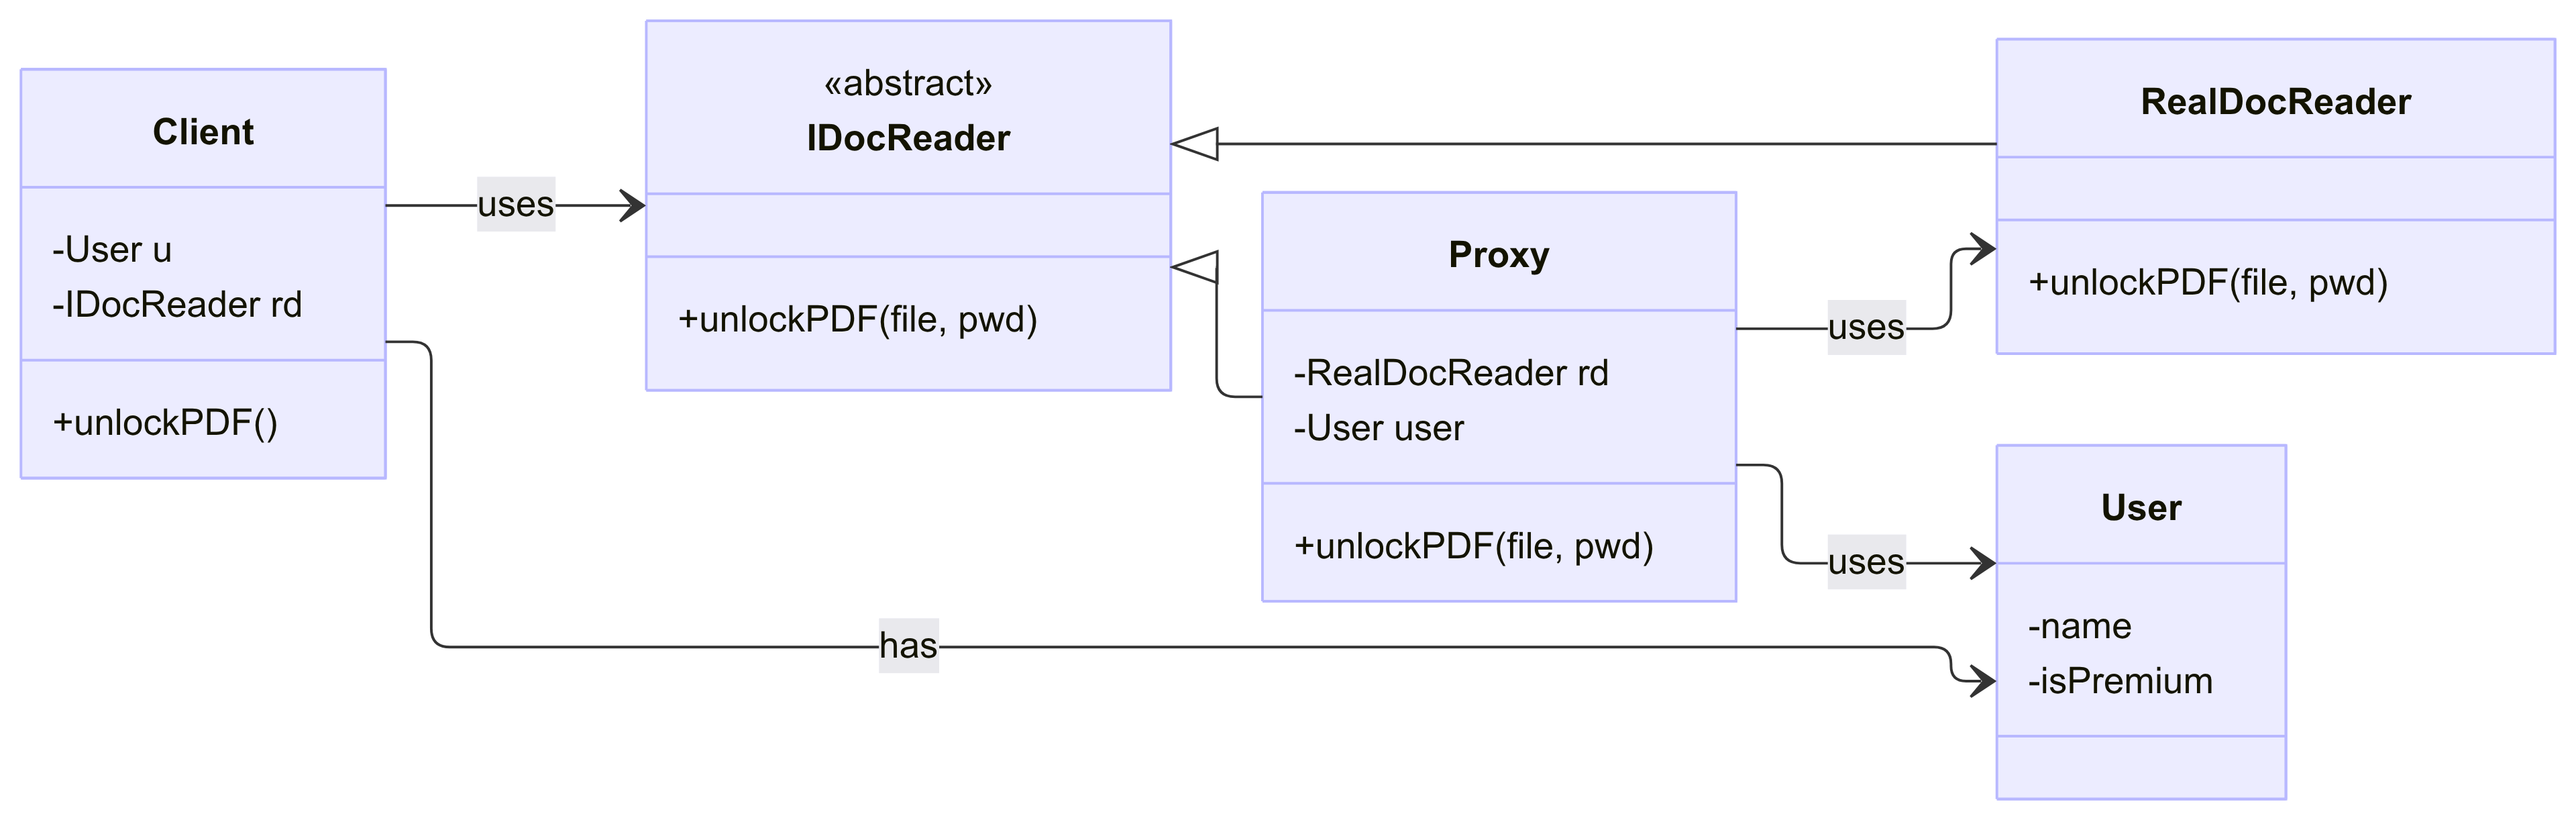 Client
-User u
-IDocReader rd
+unlockPDF()
uses
has
«abstract»
IDocReader
+unlockPDF(file, pwd)
Proxy
-RealDocReader rd
-User user
+unlockPDF(file, pwd)
uses
uses
RealDocReader
+unlockPDF(file, pwd)
User
-name
-isPremium